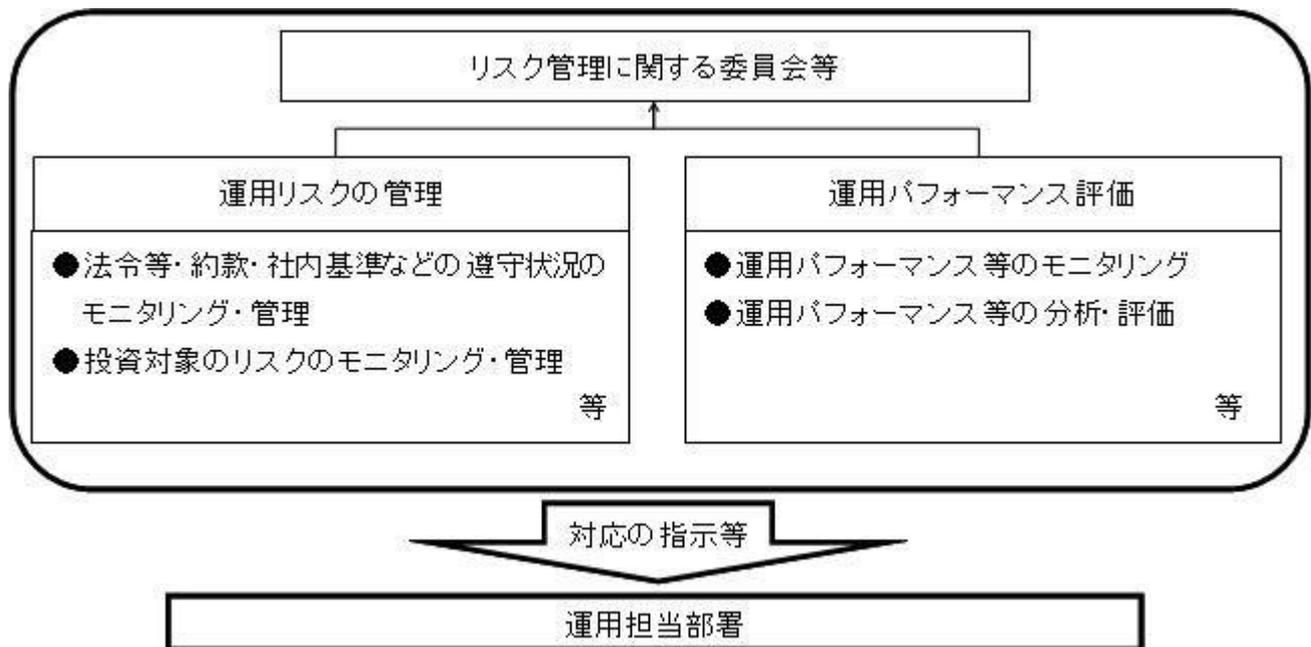 リスク管理に関する委員会等
運用リスクの管理
●法令等・約款・社内基準などの遵守状況の
モニタリング・管理
●投資対象のリスクのモニタリング・管理
等
運用パフォーマンス評価
●運用パフォーマンス等のモニタリング
●運用パフォーマンス等の分析・評価
等
対応の指示等
運用担当部署